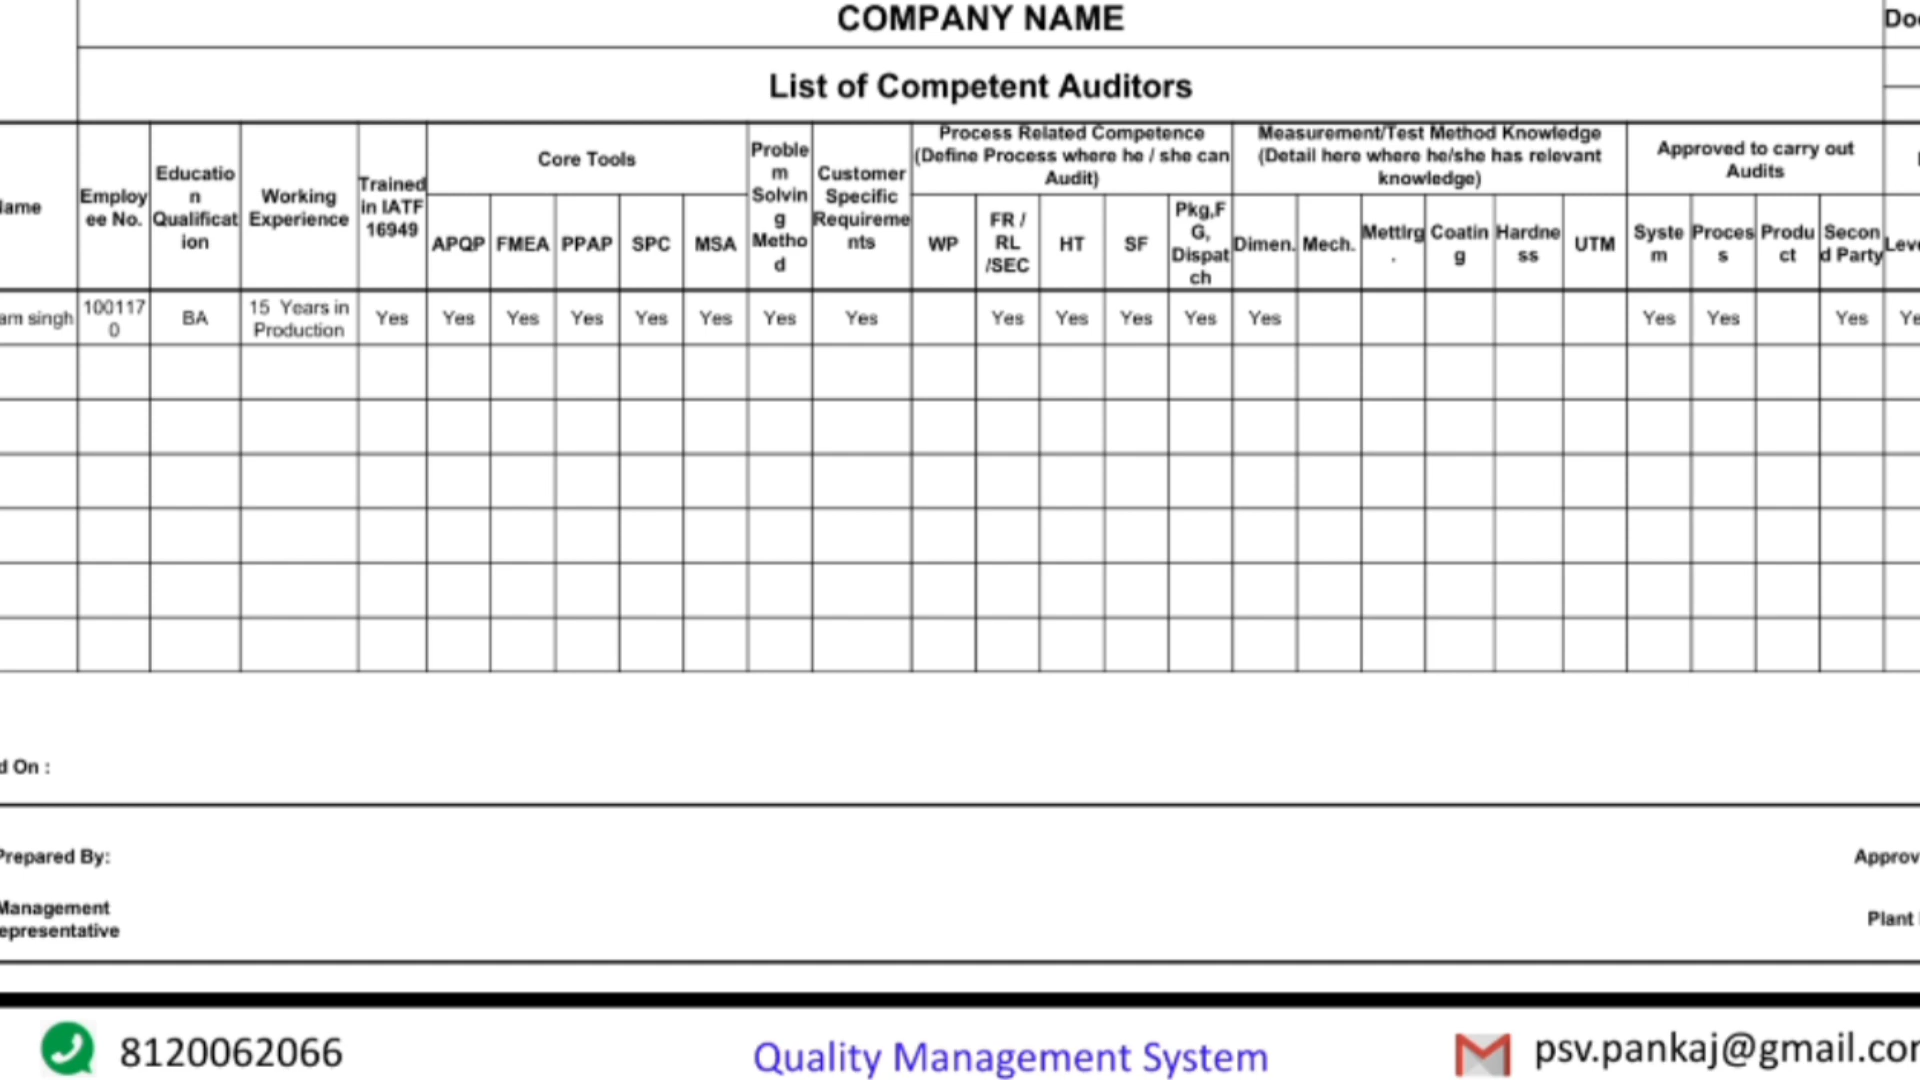 COMPANY NAME
Doc
List of Competent Auditors
lame
Employ
ee No.
Educatio
n
Qualificat
ion
Working
Experience
Trained
in IATF
16949
Core Tools
APQP FMEA PPAP SPC MSA
Proble
m
Solvin
g
Metho
d
Customer
Specific
Requireme
nts
Process Related Competence
(Define Process where he / she can
Audit)
WP
FR /
RL
/SEC
HT
SF
Pkg,F
G,
Dispat
ch
Measurement/Test Method Knowledge
(Detail here where he/she has relevant
knowledge)
Dimen. Mech.
Mettlrg
.
Coatin
g
Hardne
ss
UTM
Approved to carry out
Audits
Syste
m
Proces
s
Produ
ct
Secon
d Party
Leve
am singh
100117
0
BA
15 Years in
Production
Yes Yes Yes Yes Yes Yes Yes Yes Yes Yes Yes Yes Yes Yes Yes Yes Ye
d On :
Prepared By:
Approv
Management
epresentative
Plant
8120062066
Quality Management System
psv.pankaj@gmail.cor